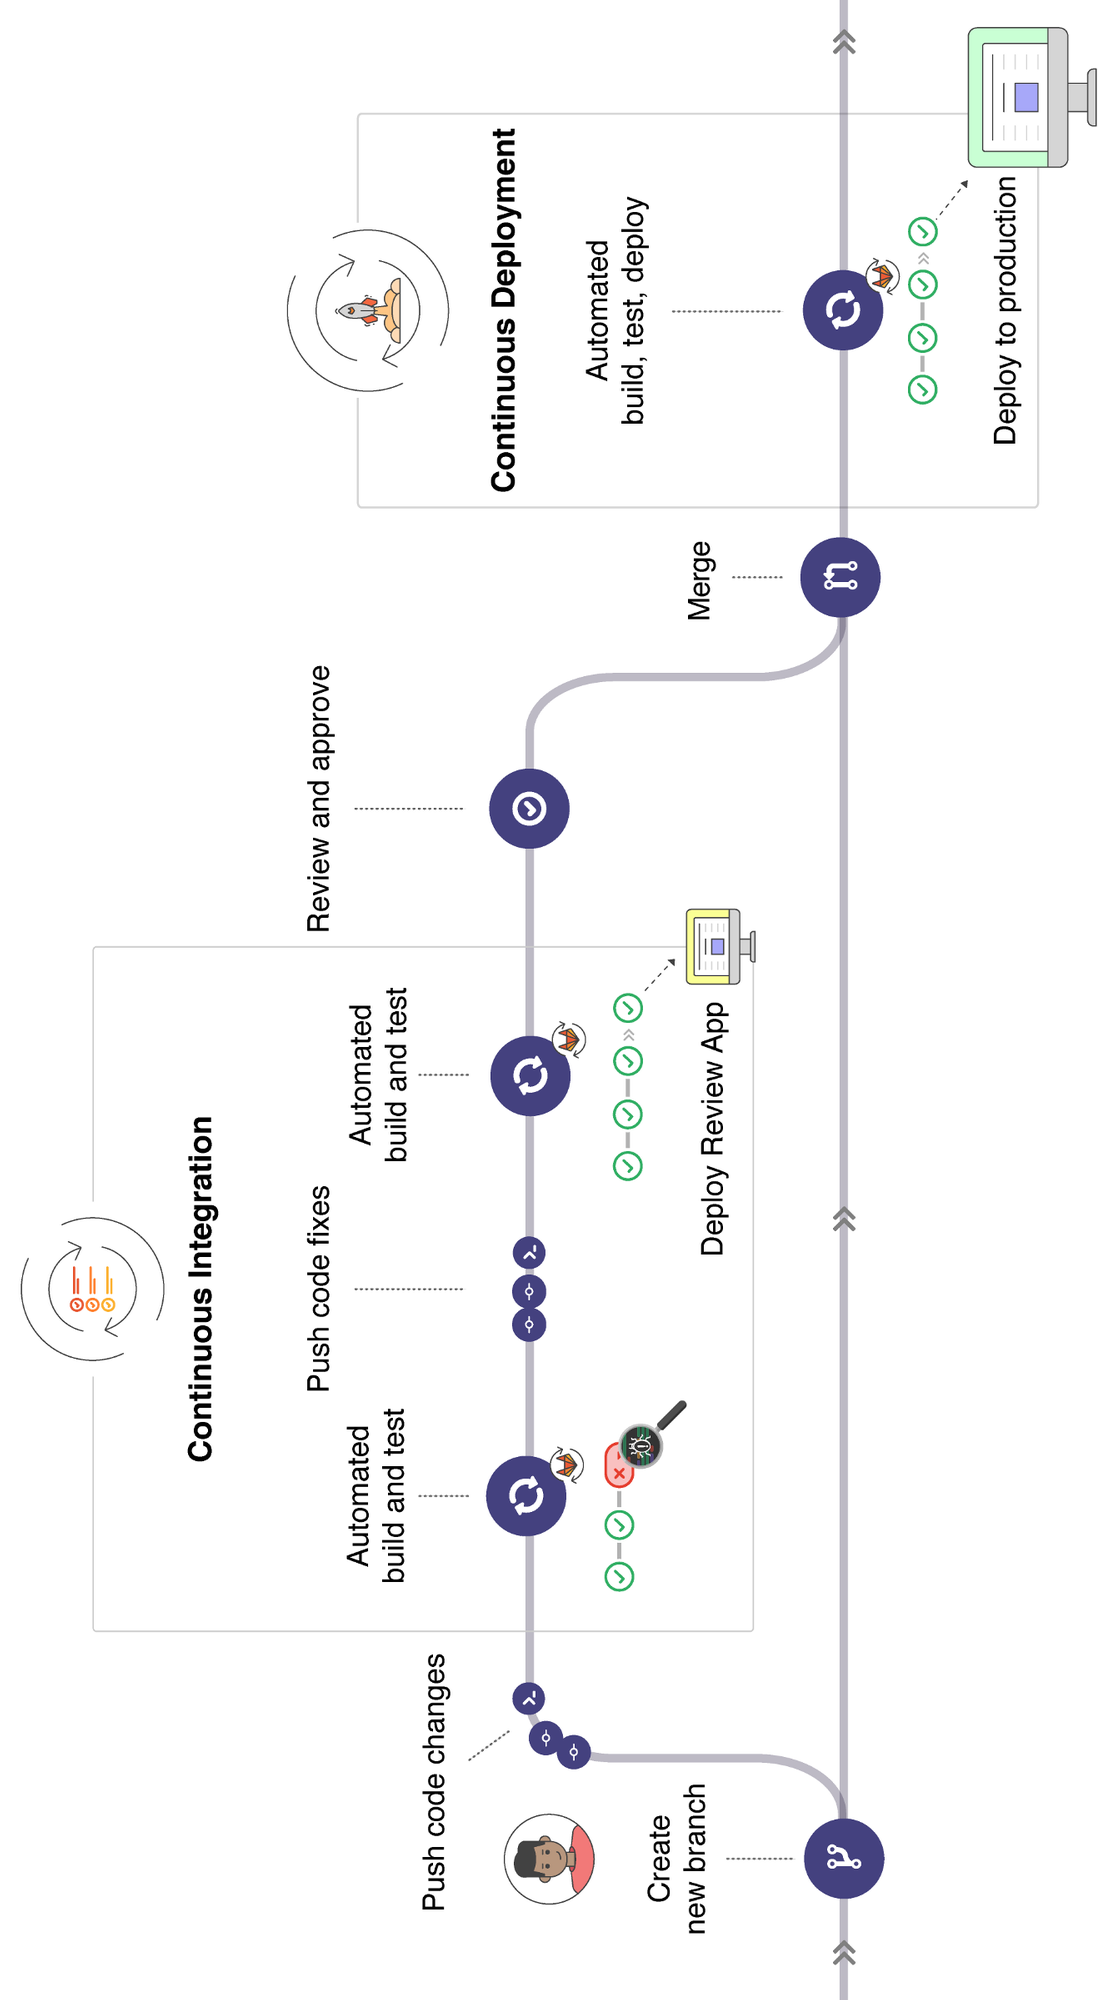 Continuous Integration
Create
new branch
Push code changes
Automated
build and test
Push code fixes
Automated
build and test
Deploy Review App
Review and approve
Merge
Continuous Deployment
Automated
build, test, deploy
Deploy to production